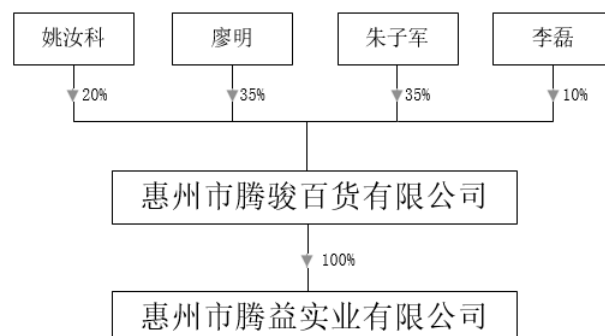 姚汝科 廖明 朱子军 李磊
20% 35% 35% 10%
惠州市腾骏百货有限公司
100%
惠州市腾益实业有限公司